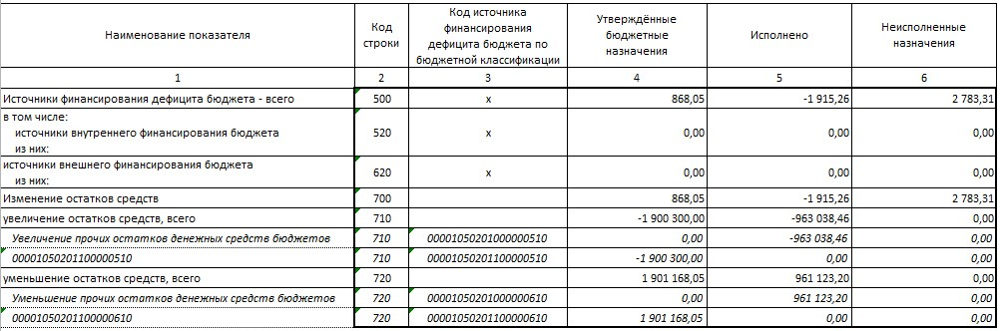 Наименование показателя
Код строки
Код источника финансирования дефицита бюджета по бюджетной классификации
Утверждённые бюджетные назначения
Исполнено
Неисполненные назначения
1 2 3 4 5 6
Источники финансирования дефицита бюджета - всего 500 x 868,05 -1 915,26 2 783,31
в том числе:
источники внутреннего финансирования бюджета 520 x 0,00 0,00 0,00
из них:
источники внешнего финансирования бюджета 620 x 0,00 0,00 0,00
из них:
Изменение остатков средств 700 868,05 -1 915,26 2 783,31
увеличение остатков средств, всего 710 -1 900 300,00 -963 038,46 0,00
Увеличение прочих остатков денежных средств бюджетов 710 00001050201000000510 0,00 -963 038,46 0,00
00001050201100000510 710 00001050201100000510 -1 900 300,00 0,00 0,00
уменьшение остатков средств, всего 720 1 901 168,05 961 123,20 0,00
Уменьшение прочих остатков денежных средств бюджетов 720 00001050201000000610 0,00 961 123,20 0,00
00001050201100000610 720 00001050201100000610 1 901 168,05 0,00 0,00